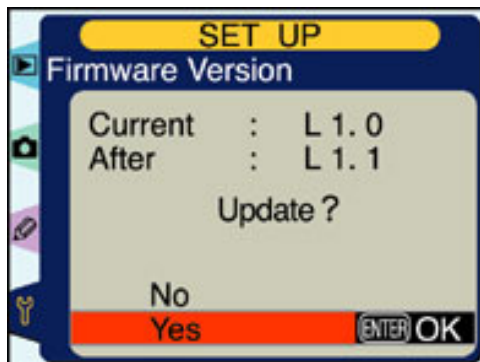 SET UP
Firmware Version
Current : L 1. 0
After : L 1. 1
Update ?
No
Yes ENTER OK